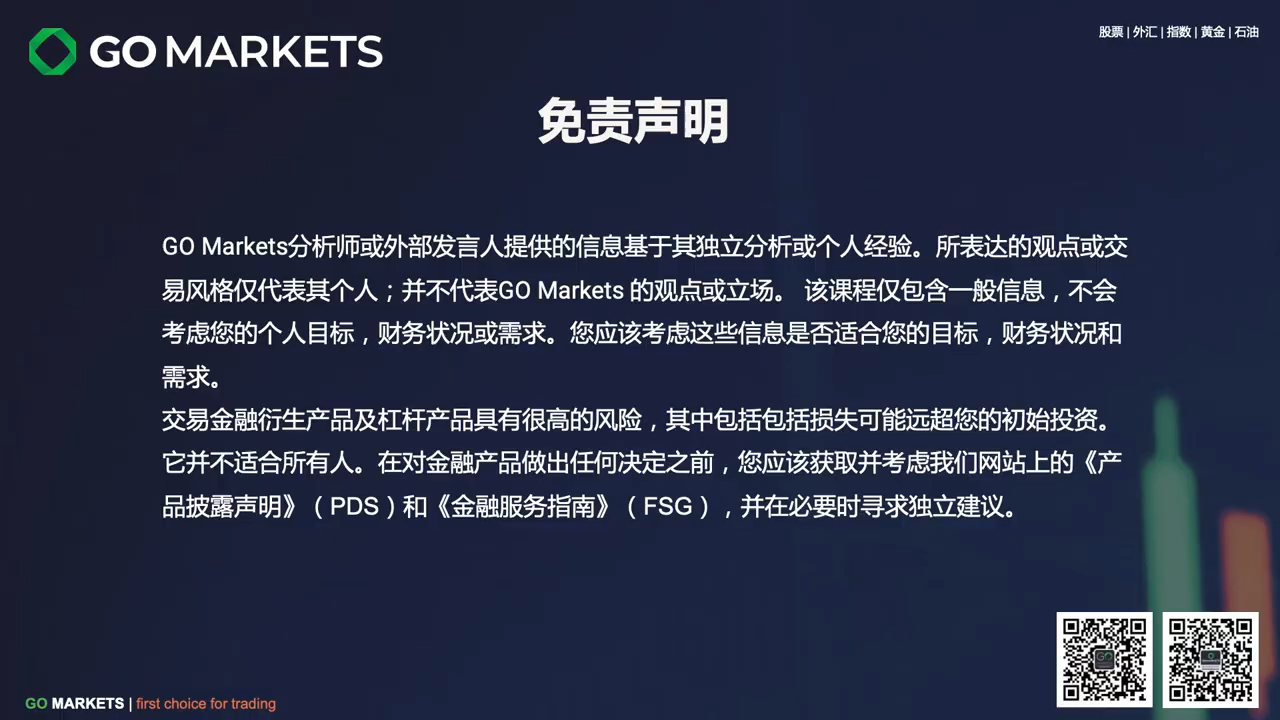 GO MARKETS
股票 | 外汇 | 指数 | 黄金 | 石油
免责声明
GO Markets分析师或外部发言人提供的信息基于其独立分析或个人经验。所表达的观点或交
易风格仅代表其个人；并不代表GO Markets 的观点或立场。 该课程仅包含一般信息，不会
考虑您的个人目标，财务状况或需求。您应该考虑这些信息是否适合您的目标，财务状况和
需求。
交易金融衍生产品及杠杆产品具有很高的风险，其中包括包括损失可能远超您的初始投资。
它并不适合所有人。在对金融产品做出任何决定之前，您应该获取并考虑我们网站上的《产
品披露声明》（PDS）和《金融服务指南》（FSG），并在必要时寻求独立建议。
GO MARKETS | first choice for trading